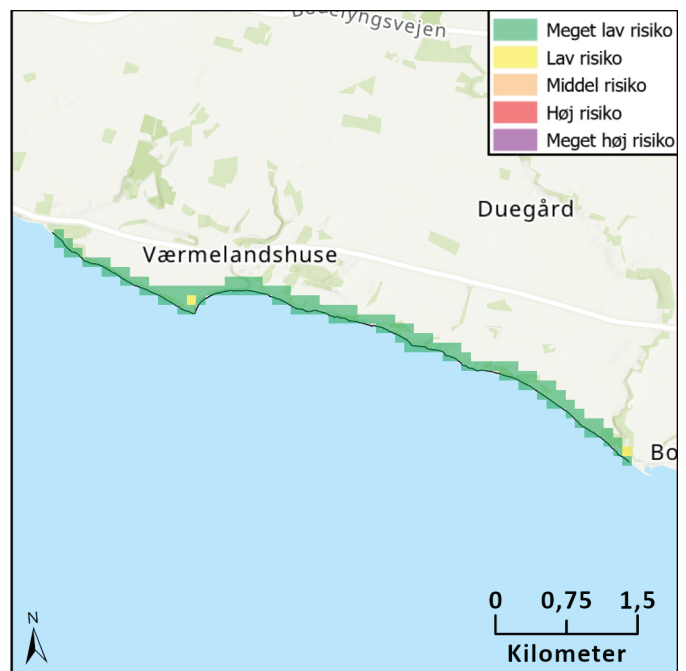 Bodelyngsvejen
Meget lav risiko
Lav risiko
Middel risiko
Høj risiko
Meget høj risiko
Duegård
Værmelandshuse
Bo
N
0 0,75 1,5
Kilometer